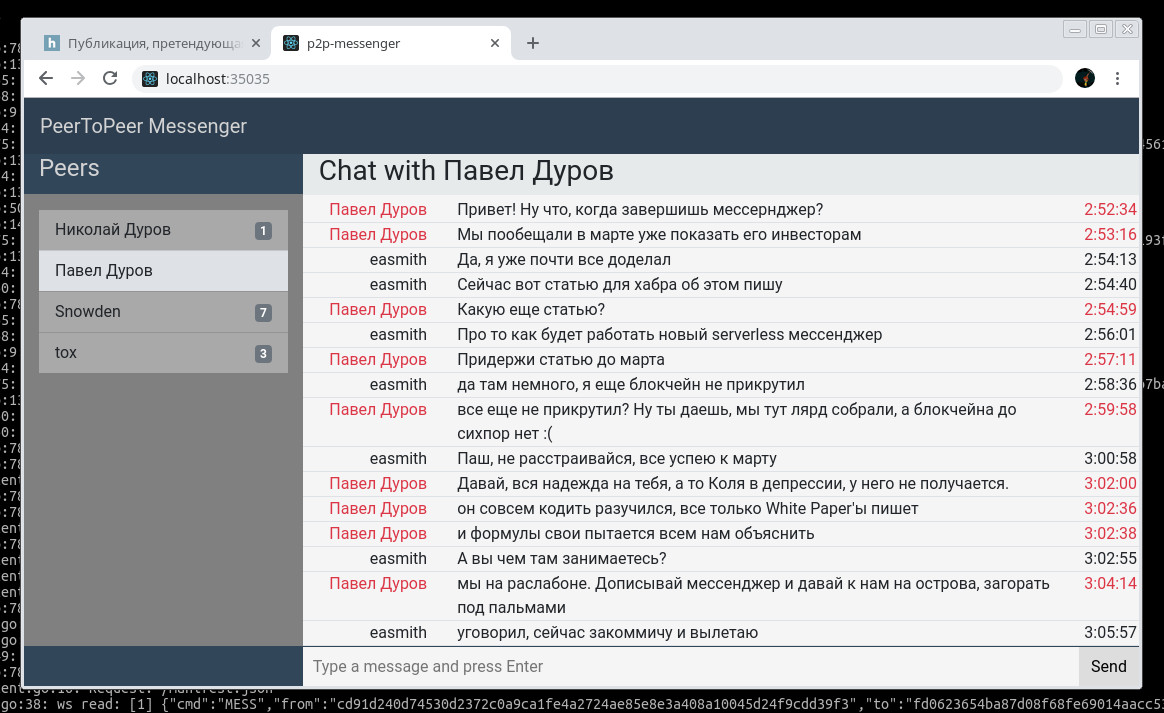 Публикация, претендующа
p2p-messenger
localhost:35035
PeerToPeer Messenger
Peers
Николай Дуров 1
Павел Дуров
Snowden 7
tox 3
Chat with Павел Дуров
Павел Дуров Привет! Ну что, когда завершишь мессернджер? 2:52:34
Павел Дуров Мы пообещали в марте уже показать его инвесторам 2:53:16
easmith Да, я уже почти все доделал 2:54:13
easmith Сейчас вот статью для хабра об этом пишу 2:54:40
Павел Дуров Какую еще статью? 2:54:59
easmith Про то как будет работать новый serverless мессенджер 2:56:01
Павел Дуров Придержи статью до марта 2:57:11
easmith да там немного, я еще блокчейн не прикрутил 2:58:36
Павел Дуров все еще не прикрутил? Ну ты даешь, мы тут лярд собрали, а блокчейна до 2:59:58
сихпор нет :(
easmith Паш, не расстраивайся, все успею к марту 3:00:58
Павел Дуров Давай, вся надежда на тебя, а то Коля в депрессии, у него не получается. 3:02:00
Павел Дуров он совсем кодить разучился, все только White Paper'ы пишет 3:02:36
Павел Дуров и формулы свои пытается всем нам объяснить 3:02:38
easmith А вы чем там занимаетесь? 3:02:55
Павел Дуров мы на раслабоне. Дописывай мессенджер и давай к нам на острова, загорать 3:04:14
под пальмами
easmith уговорил, сейчас закоммичу и вылетаю 3:05:57
Type a message and press Enter Send
go:38: ws read: [1] {"cmd":"MESS","from":"cd91d240d74530d2372c0a9ca1fe4a2724ae85e8e3a408a10045d24f9cdd39f3","to":"fd0623654ba87d08f68fe69014aacc5